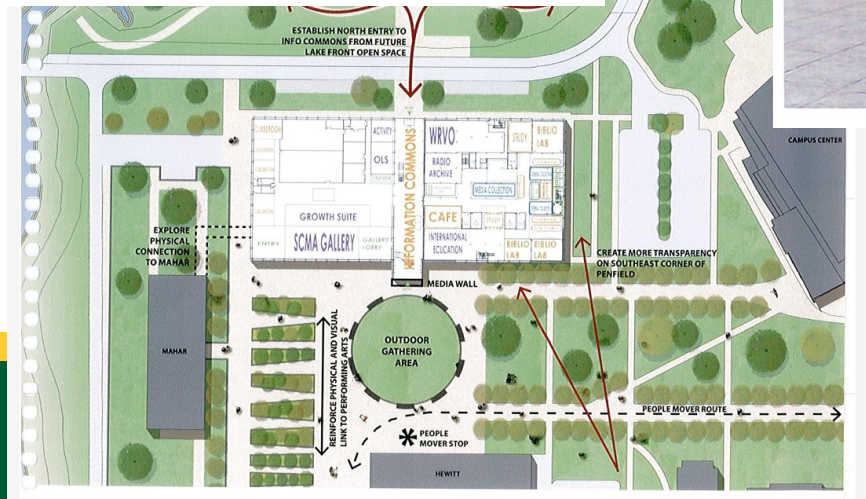 ESTABLISH NORTH ENTRY TO
INFO COMMONS FROM FUTURE
LAKE FRONT OPEN SPACE
CLASSROOM
ACTIVITY
OLS
INFORMATION COMMONS
WRVO
RADIO
ARCHIVE
STUDY
BIBLIO
LAB
MEDIA COLLECTION
CAFE
STUDY
INTERNATIONAL
EDUCATION
BIBLIO
LAB
BIBLIO
LAB
GROWTH SUITE
ENTRY
SCMA GALLERY
GALLERY
LOBBY
CAMPUS CENTER
EXPLORE
PHYSICAL
CONNECTION
TO MAHAR
CREATE MORE TRANSPARENCY
ON SOUTHEAST CORNER OF
PENFIELD
MEDIA WALL
MAHAR
REINFORCE PHYSICAL AND VISUAL
LINK TO PERFORMING ARTS
OUTDOOR
GATHERING
AREA
PEOPLE MOVER ROUTE
PEOPLE
MOVER STOP
HEWITT